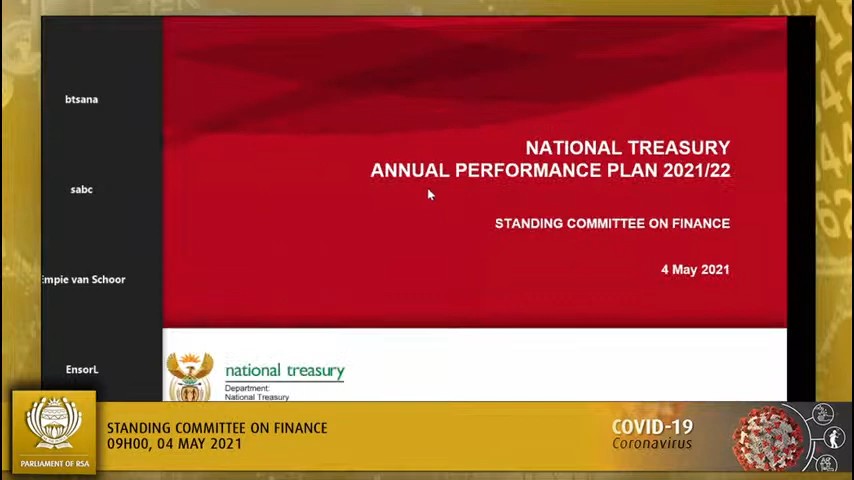 btsana
sabc
Empie van Schoor
EnsorL
NATIONAL TREASURY
ANNUAL PERFORMANCE PLAN 2021/22
STANDING COMMITTEE ON FINANCE
4 May 2021
national treasury
Department:
National Treasury
PARLIAMENT OF RSA
STANDING COMMITTEE ON FINANCE
09H00, 04 MAY 2021
COVID-19
Coronavirus